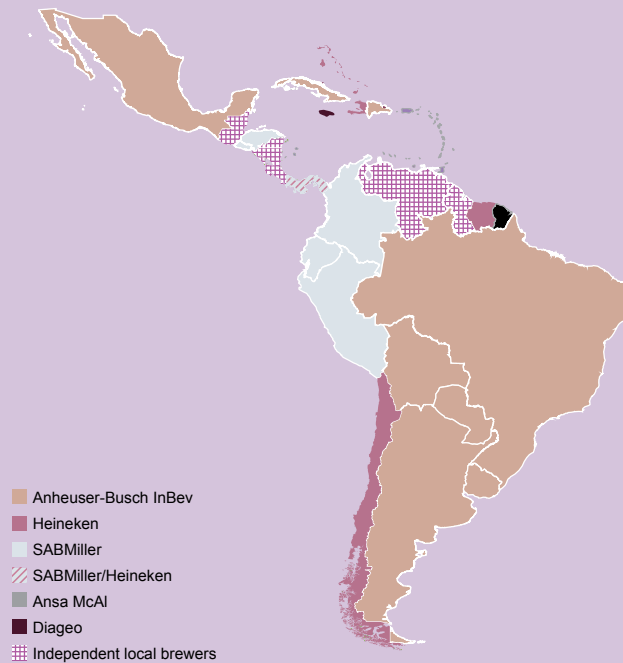 Anheuser-Busch InBev
Heineken
SABMiller
SABMiller/Heineken
Ansa McAl
Diageo
Independent local brewers